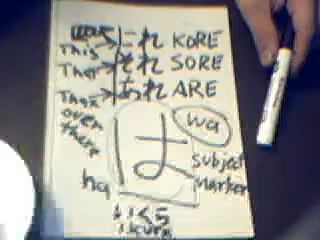 This これ KORE
That それ SORE
That over there あれ ARE
wa
は
ha
subject marker
いくら
ikura